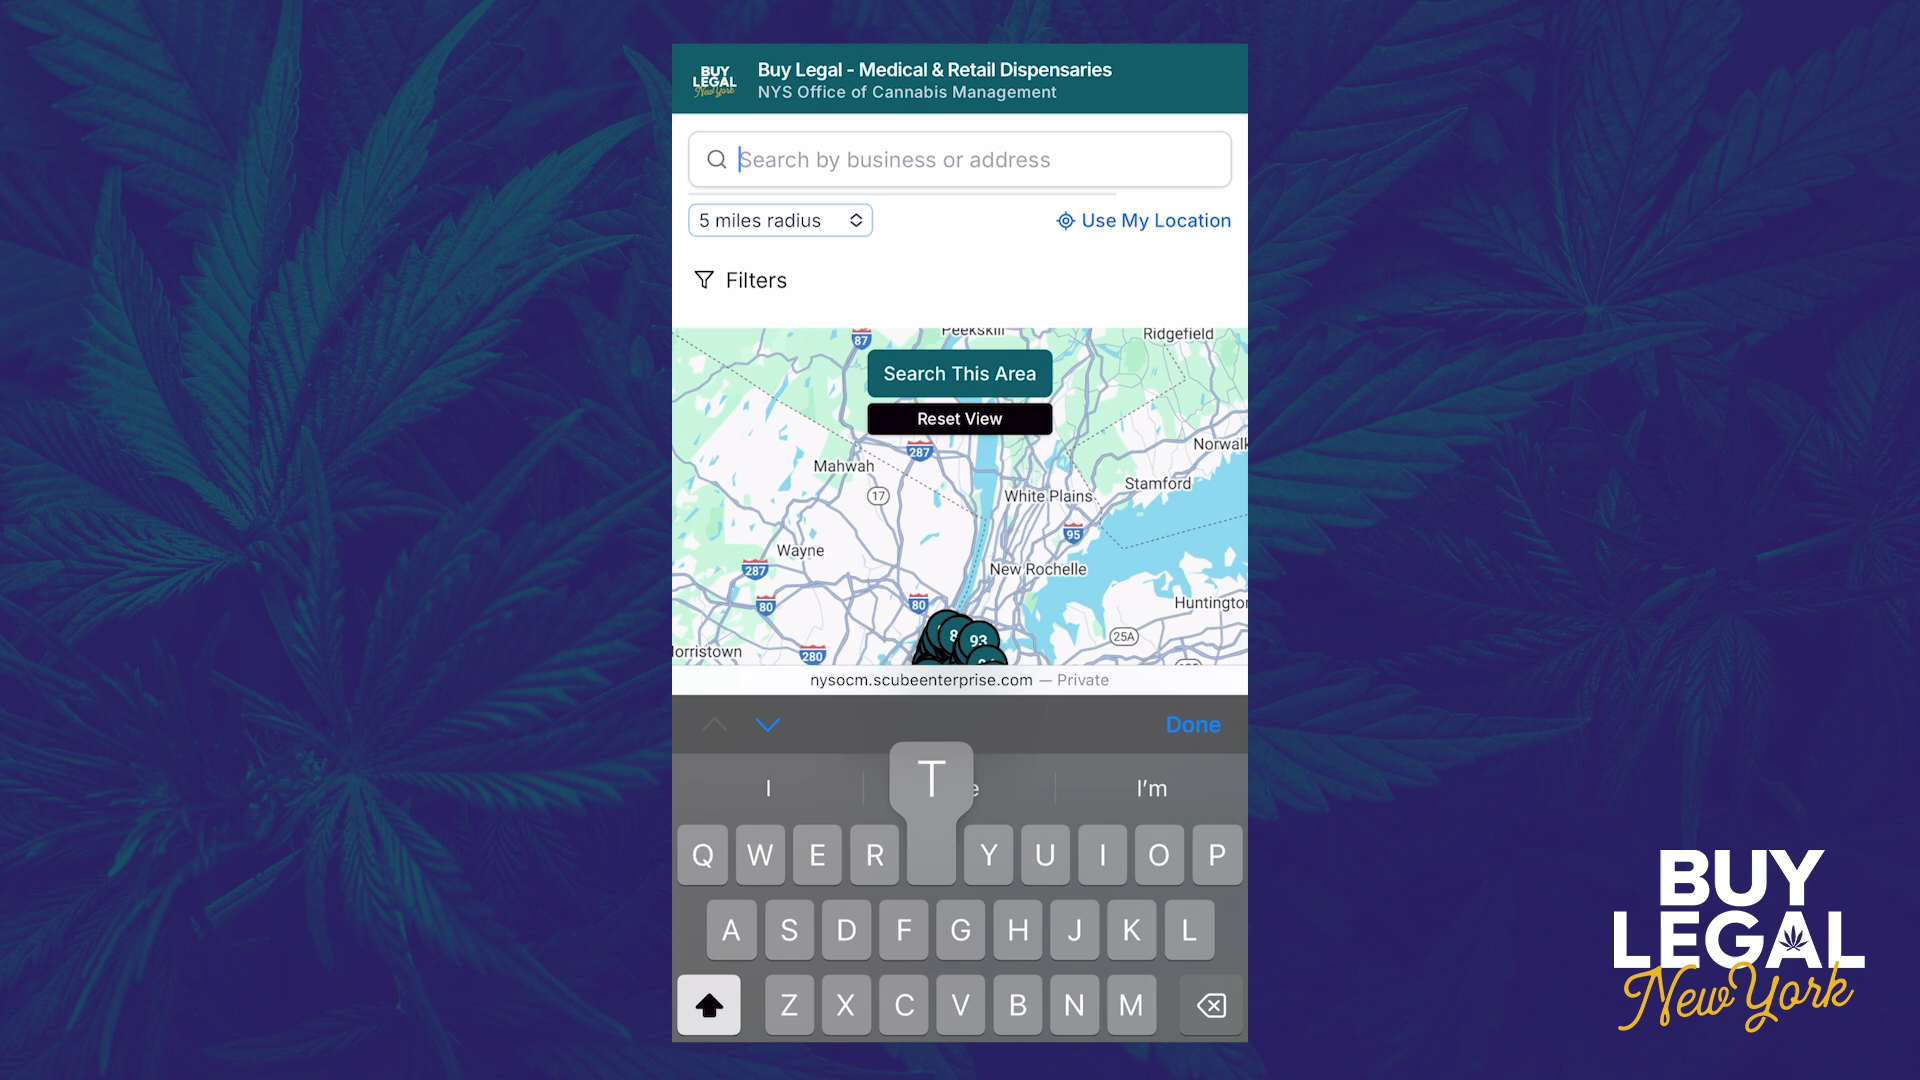 BUY
LEGAL
New York
Buy Legal - Medical & Retail Dispensaries
NYS Office of Cannabis Management
Search by business or address
5 miles radius
Use My Location
Filters
Peekskill
Ridgefield
87
Search This Area
Reset View
Norwalk
287
Mahwah
Stamford
17
White Plains
95
Wayne
287
New Rochelle
80
80
Huntington
93
25A
orristown
280
nysocm.scubeenterprise.com — Private
Done
I
T
I'm
Q W E R Y U I O P
A S D F G H J K L
Z X C V B N M
BUY
LEGAL
New York